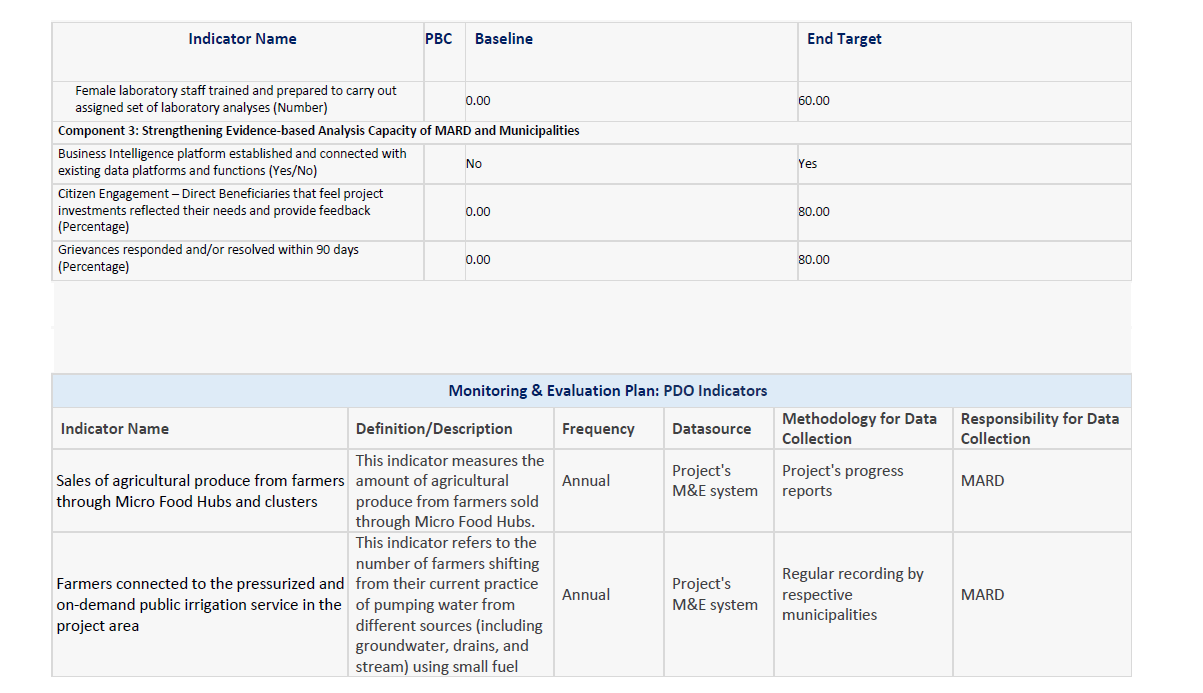 Indicator Name PBC Baseline End Target
Female laboratory staff trained and prepared to carry out
assigned set of laboratory analyses (Number)
0.00 60.00
Component 3: Strengthening Evidence-based Analysis Capacity of MARD and Municipalities
Business Intelligence platform established and connected with
existing data platforms and functions (Yes/No)
No Yes
Citizen Engagement – Direct Beneficiaries that feel project
investments reflected their needs and provide feedback
(Percentage)
0.00 80.00
Grievances responded and/or resolved within 90 days
(Percentage)
0.00 80.00
Monitoring & Evaluation Plan: PDO Indicators
Indicator Name
Definition/Description
Frequency
Datasource
Methodology for Data
Collection
Responsibility for Data
Collection
Sales of agricultural produce from farmers
through Micro Food Hubs and clusters
This indicator measures the
amount of agricultural
produce from farmers sold
through Micro Food Hubs.
Annual
Project's
M&E system
Project's progress
reports
MARD
Farmers connected to the pressurized and
on-demand public irrigation service in the
project area
This indicator refers to the
number of farmers shifting
from their current practice
of pumping water from
different sources (including
groundwater, drains, and
stream) using small fuel
Annual
Project's
M&E system
Regular recording by
respective
municipalities
MARD